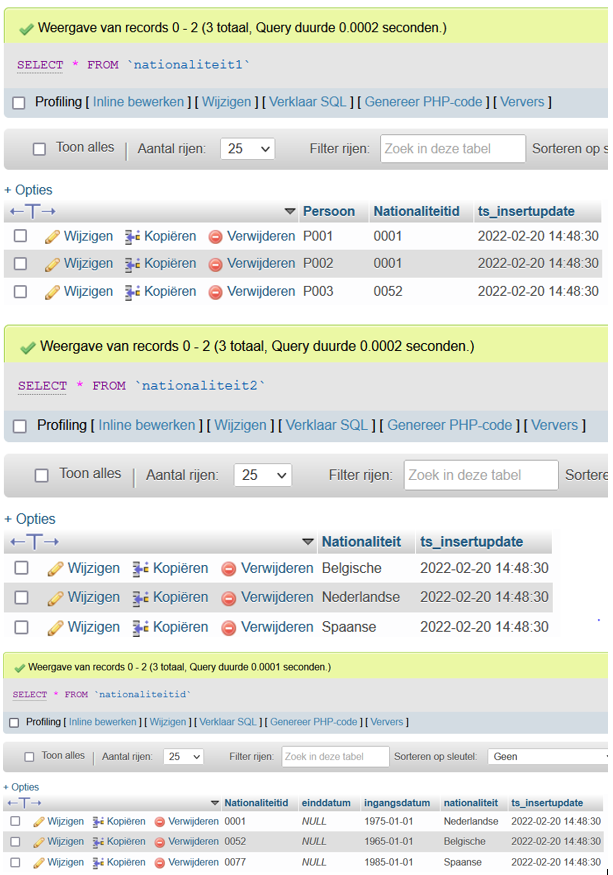 Weergave van records 0 - 2 (3 totaal, Query duurde 0.0002 seconden.)
SELECT * FROM `nationaliteit1`
Profiling [ Inline bewerken ] [ Wijzigen ] [ Verklaar SQL ] [ Genereer PHP-code ] [ Ververs ]
Toon alles | Aantal rijen: 25 Filter rijen: Zoek in deze tabel Sorteren op s
+ Opties
←T→ Persoon Nationaliteitid ts_insertupdate
Wijzigen Kopiëren Verwijderen P001 0001 2022-02-20 14:48:30
Wijzigen Kopiëren Verwijderen P002 0001 2022-02-20 14:48:30
Wijzigen Kopiëren Verwijderen P003 0052 2022-02-20 14:48:30
Weergave van records 0 - 2 (3 totaal, Query duurde 0.0002 seconden.)
SELECT * FROM `nationaliteit2`
Profiling [ Inline bewerken ] [ Wijzigen ] [ Verklaar SQL ] [ Genereer PHP-code ] [ Ververs ]
Toon alles | Aantal rijen: 25 Filter rijen: Zoek in deze tabel Sortere
+ Opties
←T→ Nationaliteit ts_insertupdate
Wijzigen Kopiëren Verwijderen Belgische 2022-02-20 14:48:30
Wijzigen Kopiëren Verwijderen Nederlandse 2022-02-20 14:48:30
Wijzigen Kopiëren Verwijderen Spaanse 2022-02-20 14:48:30
Weergave van records 0 - 2 (3 totaal, Query duurde 0.0001 seconden.)
SELECT * FROM `nationaliteitid`
Profiling [ Inline bewerken ] [ Wijzigen ] [ Verklaar SQL ] [ Genereer PHP-code ] [ Ververs ]
Toon alles | Aantal rijen: 25 Filter rijen: Zoek in deze tabel Sorteren op sleutel: Geen
+ Opties
←T→ Nationaliteitid einddatum ingangsdatum nationaliteit ts_insertupdate
Wijzigen Kopiëren Verwijderen 0001 NULL 1975-01-01 Nederlandse 2022-02-20 14:48:30
Wijzigen Kopiëren Verwijderen 0052 NULL 1965-01-01 Belgische 2022-02-20 14:48:30
Wijzigen Kopiëren Verwijderen 0077 NULL 1985-01-01 Spaanse 2022-02-20 14:48:30